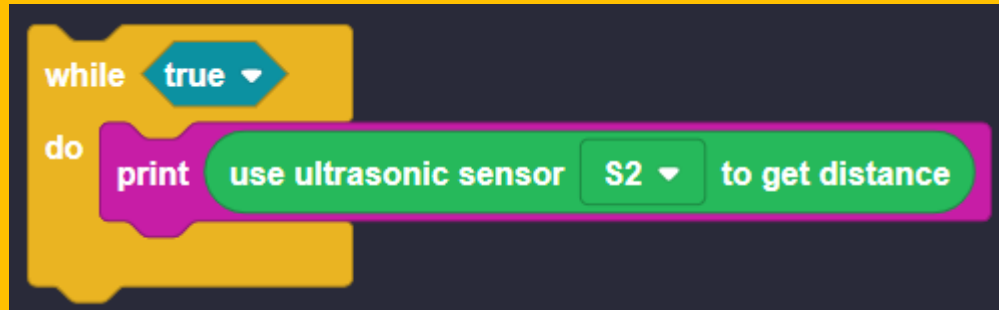 while true
do
print use ultrasonic sensor S2 to get distance